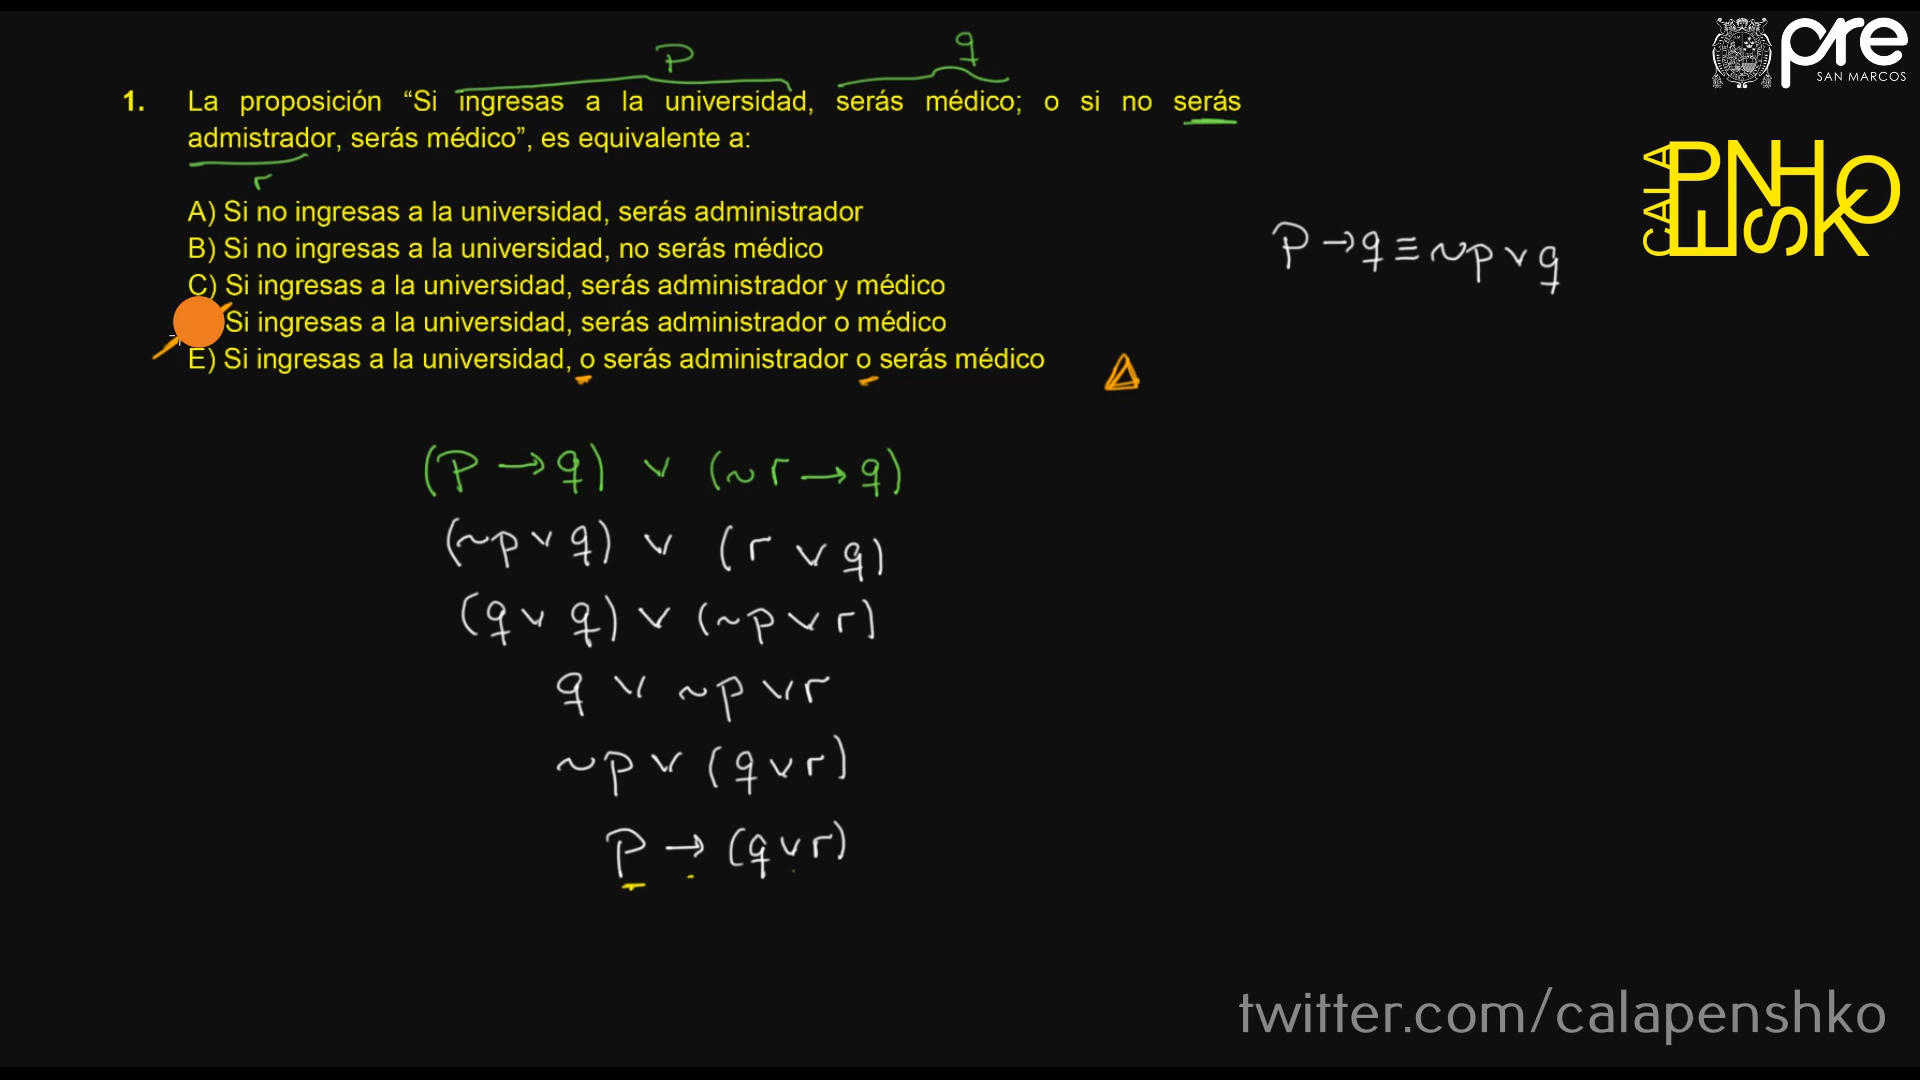 pre
SAN MARCOS
CALA
PENSHKO
p
q
1. La proposición “Si ingresas a la universidad, serás médico; o si no serás
admistrador, serás médico”, es equivalente a:
r
A) Si no ingresas a la universidad, serás administrador
B) Si no ingresas a la universidad, no serás médico
C) Si ingresas a la universidad, serás administrador y médico
Si ingresas a la universidad, serás administrador o médico
E) Si ingresas a la universidad, o serás administrador o serás médico
Δ
p → q ≡ ~p ∨ q
(p → q) ∨ (~r → q)
(~p ∨ q) ∨ (r ∨ q)
(q ∨ q) ∨ (~p ∨ r)
q ∨ ~p ∨ r
~p ∨ (q ∨ r)
p → (q ∨ r)
twitter.com/calapenshko